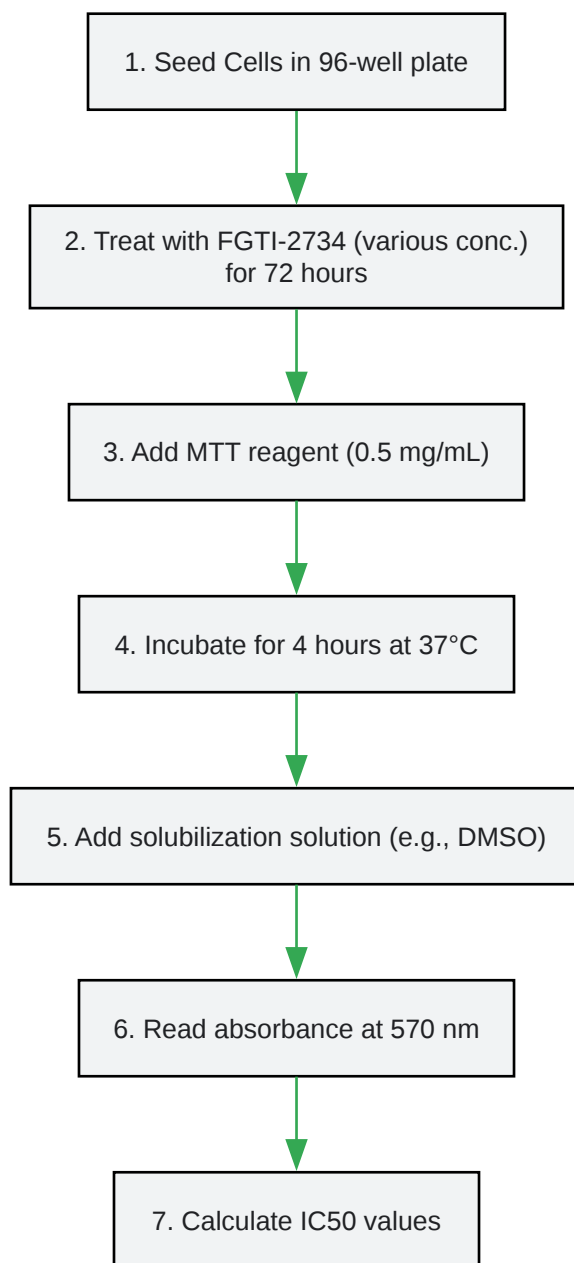 1. Seed Cells in 96-well plate
2. Treat with FGTI-2734 (various conc.)
for 72 hours
3. Add MTT reagent (0.5 mg/mL)
4. Incubate for 4 hours at 37°C
5. Add solubilization solution (e.g., DMSO)
6. Read absorbance at 570 nm
7. Calculate IC50 values